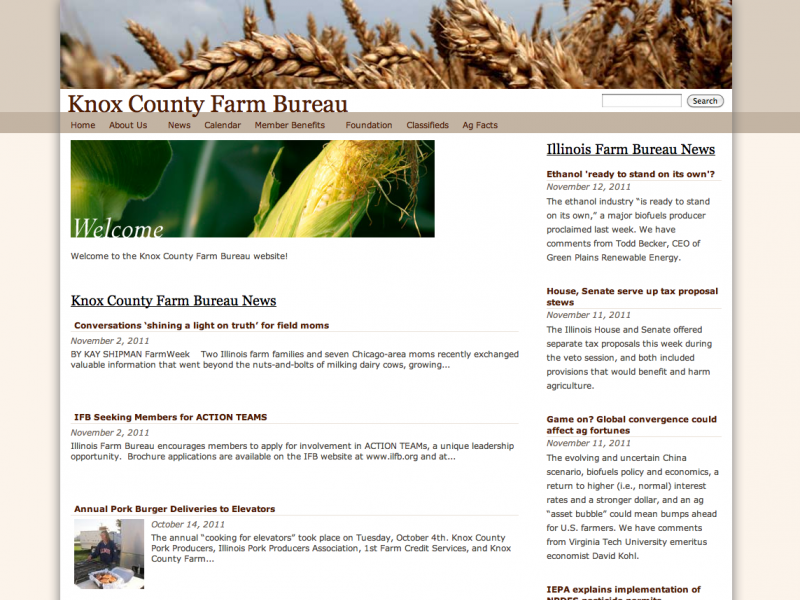 Knox County Farm Bureau
Search
Home About Us News Calendar Member Benefits Foundation Classifieds Ag Facts
Welcome
Welcome to the Knox County Farm Bureau website!
Knox County Farm Bureau News
Conversations ‘shining a light on truth’ for field moms
November 2, 2011
BY KAY SHIPMAN FarmWeek Two Illinois farm families and seven Chicago-area moms recently exchanged
valuable information that went beyond the nuts-and-bolts of milking dairy cows, growing...
IFB Seeking Members for ACTION TEAMS
November 2, 2011
Illinois Farm Bureau encourages members to apply for involvement in ACTION TEAMs, a unique leadership
opportunity. Brochure applications are available on the IFB website at www.ilfb.org and at...
Annual Pork Burger Deliveries to Elevators
October 14, 2011
The annual “cooking for elevators” took place on Tuesday, October 4th. Knox County
Pork Producers, Illinois Pork Producers Association, 1st Farm Credit Services, and Knox
County Farm...
Illinois Farm Bureau News
Ethanol 'ready to stand on its own'?
November 12, 2011
The ethanol industry “is ready to stand
on its own,” a major biofuels producer
proclaimed last week. We have
comments from Todd Becker, CEO of
Green Plains Renewable Energy.
House, Senate serve up tax proposal
stews
November 11, 2011
The Illinois House and Senate offered
separate tax proposals this week during
the veto session, and both included
provisions that would benefit and harm
agriculture.
Game on? Global convergence could
affect ag fortunes
November 11, 2011
The evolving and uncertain China
scenario, biofuels policy and economics, a
return to higher (i.e., normal) interest
rates and a stronger dollar, and an ag
“asset bubble” could mean bumps ahead
for U.S. farmers. We have comments
from Virginia Tech University emeritus
economist David Kohl.
IEPA explains implementation of
NPDES pesticide permits